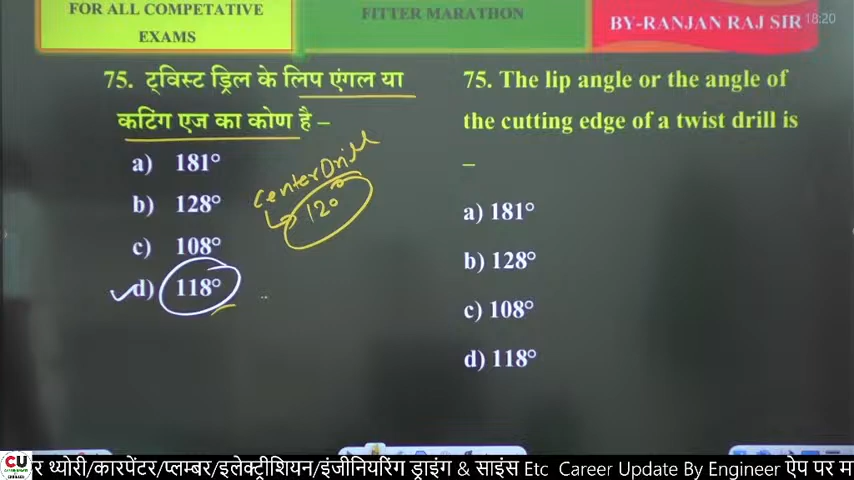 FOR ALL COMPETATIVE
EXAMS
FITTER MARATHON
BY-RANJAN RAJ SIR
18:20
75. ट्विस्ट ड्रिल के लिप एंगल या
कटिंग एज का कोण है –
a) 181°
b) 128°
c) 108°
d) 118°
Center Drill
120°
75. The lip angle or the angle of
the cutting edge of a twist drill is
–
a) 181°
b) 128°
c) 108°
d) 118°
CU
र थ्योरी/कारपेंटर/प्लम्बर/इलेक्ट्रीशियन/इंजीनियरिंग ड्राइंग & साइंस Etc Career Update By Engineer ऐप पर म